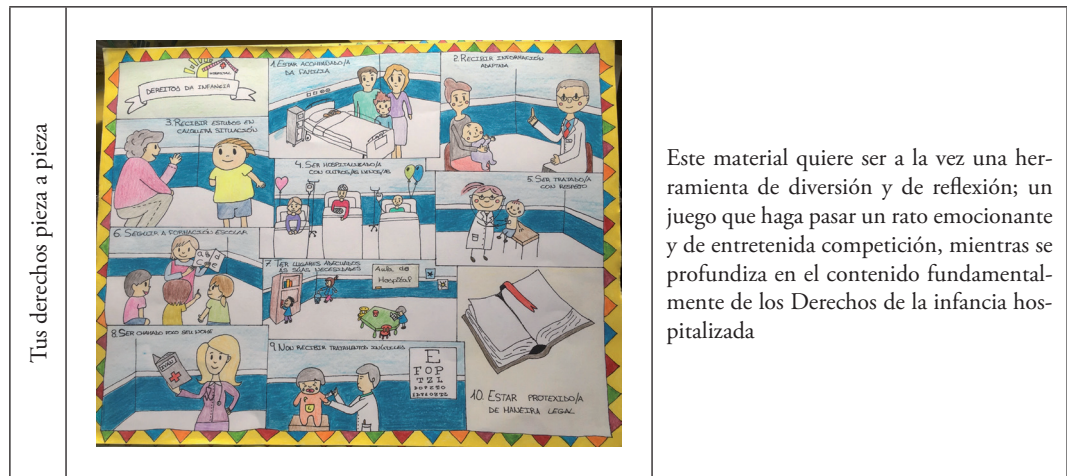 Tus derechos pieza a pieza
HOSPITAL
DEREITOS DA INFANCIA
1. ESTAR ACOMPAÑADO/A
DA FAMILIA
2. RECIBIR INFORMACIÓN
ADAPTADA
3. RECIBIR ESTUDOS EN
CALQUERA SITUACIÓN
4. SER HOSPITALIZADO/A
CON OUTROS/AS NENOS/AS
5. SER TRATADO/A
CON RESPETO
6. SEGUIR A FORMACIÓN ESCOLAR
7. TER LUGARES ADECUADOS
ÁS SÚAS NECESIDADES
Aula de
Hospital
8. SER CHAMADO POLO SEU NOME
9. NON RECIBIR TRATAMENTOS INÚTILES
E
FOP
TZL
10. ESTAR PROTEXIDO/A
DE MANEIRA LEGAL
Este material quiere ser a la vez una her-
ramienta de diversión y de reflexión; un
juego que haga pasar un rato emocionante
y de entretenida competición, mientras se
profundiza en el contenido fundamental-
mente de los Derechos de la infancia hos-
pitalizada